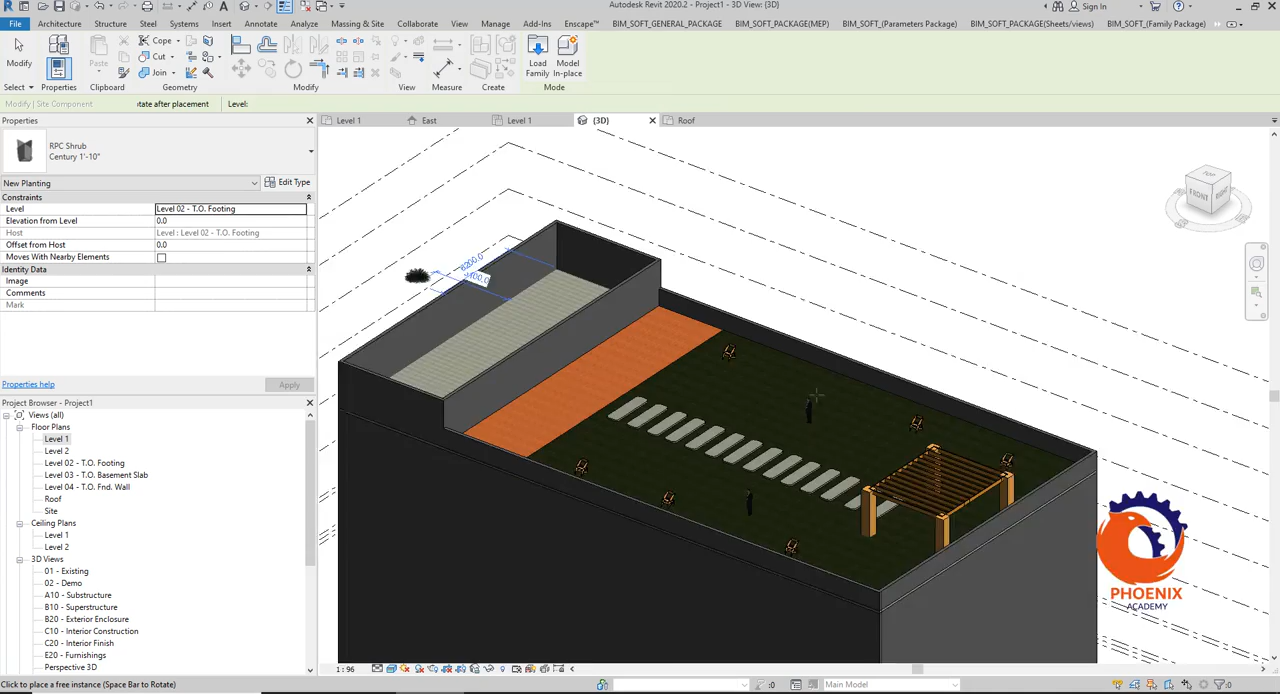 Autodesk Revit 2020.2 - Project1 - 3D View: {3D}
Sign In
File
Architecture
Structure
Steel
Systems
Insert
Annotate
Analyze
Massing & Site
Collaborate
View
Manage
Add-Ins
Enscape™
BIM_SOFT_GENERAL_PACKAGE
BIM_SOFT_PACKAGE(MEP)
BIM_SOFT_(Parameters Package)
BIM_SOFT_PACKAGE(Sheets/views)
BIM_SOFT_(Family Package)
Modify
Paste
Cope
Cut
Join
Load
Family
Model
In-place
Select
Properties
Clipboard
Geometry
Modify
View
Measure
Create
Mode
Modify | Site Component
tate after placement
Level:
Properties
Level 1
East
Level 1
{3D}
Roof
RPC Shrub
Century 1'-10"
New Planting
Edit Type
Constraints
Level
Level 02 - T.O. Footing
Elevation from Level
0.0
Host
Level : Level 02 - T.O. Footing
Offset from Host
0.0
Moves With Nearby Elements
Identity Data
Image
Comments
Mark
Properties help
Apply
Project Browser - Project1
Views (all)
Floor Plans
Level 1
Level 2
Level 02 - T.O. Footing
Level 03 - T.O. Basement Slab
Level 04 - T.O. Fnd. Wall
Roof
Site
Ceiling Plans
Level 1
Level 2
3D Views
01 - Existing
02 - Demo
A10 - Substructure
B10 - Superstructure
B20 - Exterior Enclosure
C10 - Interior Construction
C20 - Interior Finish
E20 - Furnishings
Perspective 3D
TOP
FRONT
RIGHT
PHOENIX
ACADEMY
1 : 96
Click to place a free instance (Space Bar to Rotate)
:0
Main Model
:0